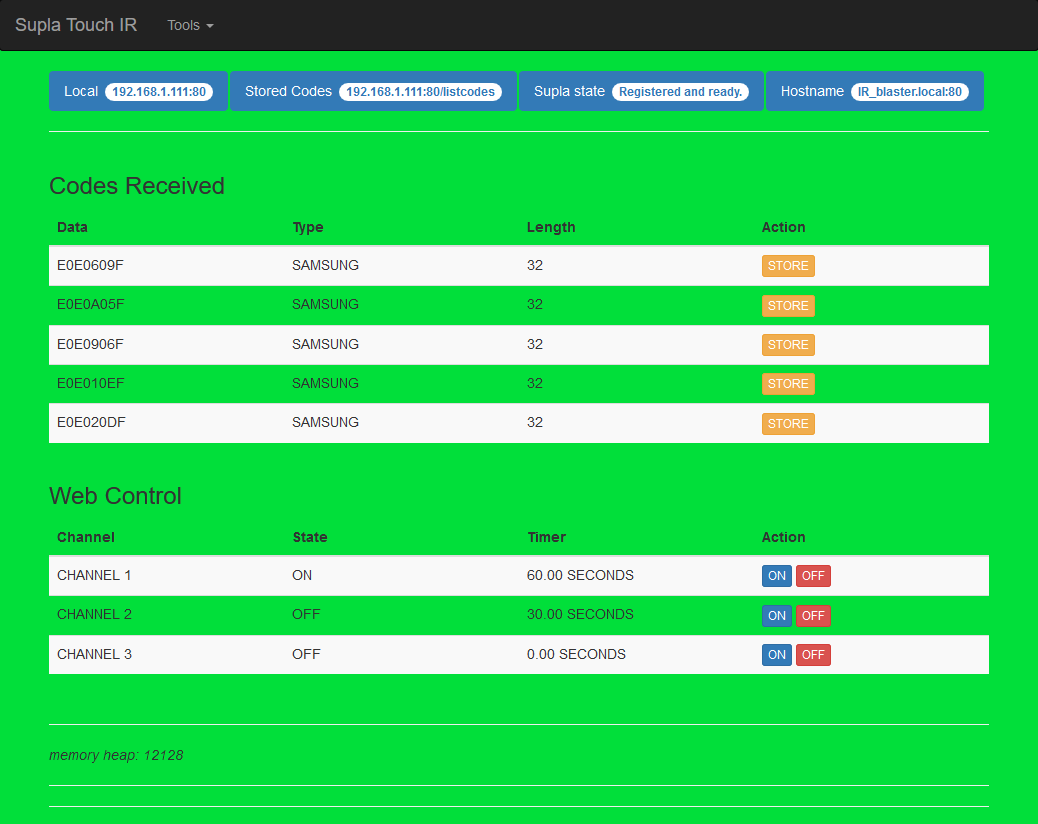 Supla Touch IR Tools
Local 192.168.1.111:80 Stored Codes 192.168.1.111:80/listcodes Supla state Registered and ready. Hostname IR_blaster.local:80
Codes Received
Data Type Length Action
E0E0609F SAMSUNG 32 STORE
E0E0A05F SAMSUNG 32 STORE
E0E0906F SAMSUNG 32 STORE
E0E010EF SAMSUNG 32 STORE
E0E020DF SAMSUNG 32 STORE
Web Control
Channel State Timer Action
CHANNEL 1 ON 60.00 SECONDS ON OFF
CHANNEL 2 OFF 30.00 SECONDS ON OFF
CHANNEL 3 OFF 0.00 SECONDS ON OFF
memory heap: 12128